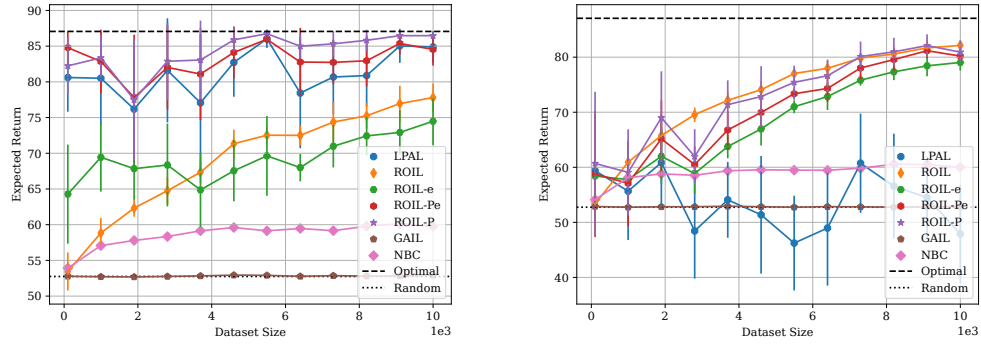 Expected Return
90
85
80
75
70
65
60
55
50
0
2
4
6
8
10
1e3
Dataset Size
LPAL
ROIL
ROIL-e
ROIL-Pe
ROIL-P
GAIL
NBC
Optimal
Random
Expected Return
80
70
60
50
40
0
2
4
6
8
10
1e3
Dataset Size
LPAL
ROIL
ROIL-e
ROIL-Pe
ROIL-P
GAIL
NBC
Optimal
Random